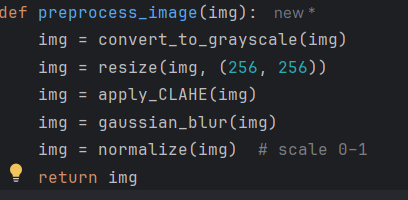 def preprocess_image(img): new *
    img = convert_to_grayscale(img)
    img = resize(img, (256, 256))
    img = apply_CLAHE(img)
    img = gaussian_blur(img)
    img = normalize(img)  # scale 0–1
    return img